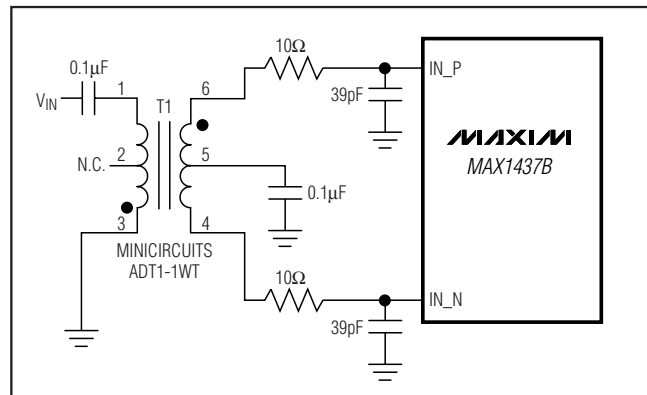 10Ω
0.1μF
39pF
IN_P
VIN
1
T1
6
N.C.
2
5
MAXIM
MAX1437B
0.1μF
3
4
MINICIRCUITS
ADT1-1WT
10Ω
39pF
IN_N